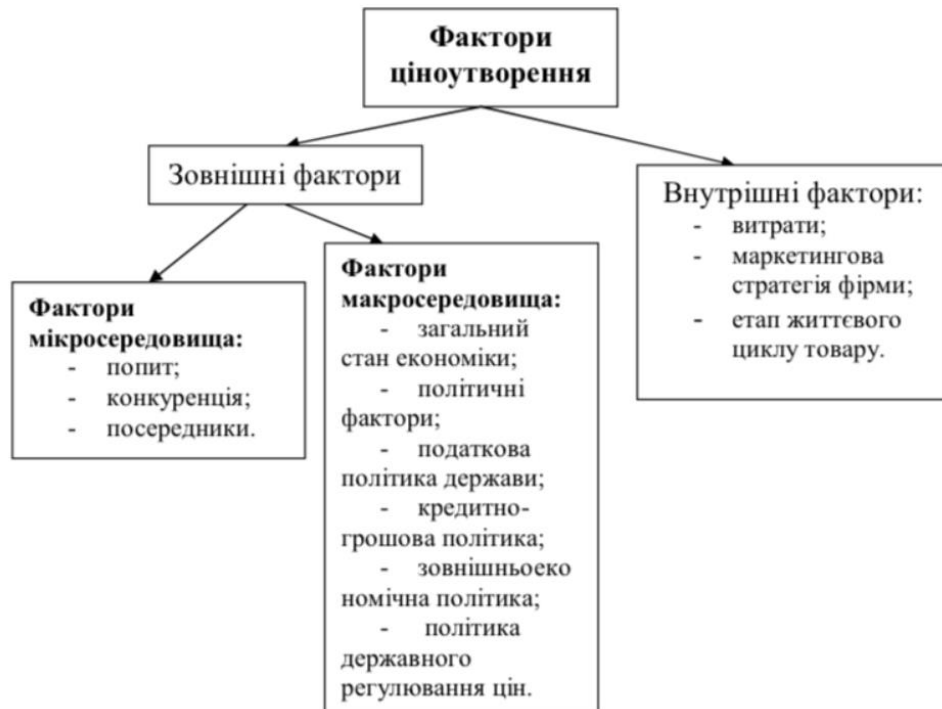 Фактори
ціноутворення
Зовнішні фактори
Фактори
мікросередовища:
- попит;
- конкуренція;
- посередники.
Фактори
макросередовища:
- загальний
стан економіки;
- політичні
фактори;
- податкова
політика держави;
- кредитно-
грошова політика;
- зовнішньоеко
номічна політика;
- політика
державного
регулювання цін.
Внутрішні фактори:
- витрати;
- маркетингова
стратегія фірми;
- етап життєвого
циклу товару.